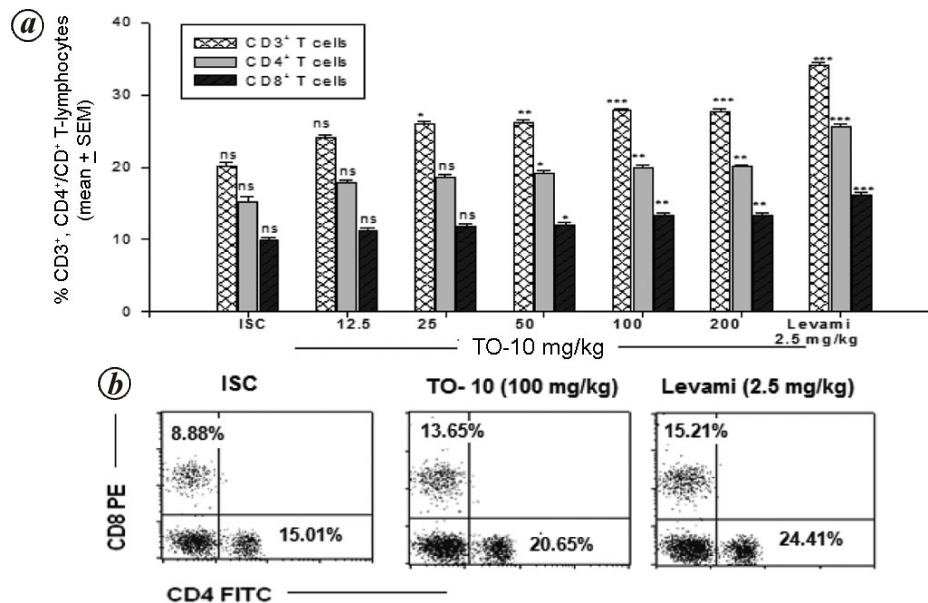 a
% CD3⁺, CD4⁺/CD⁺ T-lymphocytes
(mean ± SEM)
40
30
20
10
0
CD3⁺ T cells
CD4⁺ T cells
CD8⁺ T cells
ns ns ns
ns ns ns
* ns ns
** * *
*** ** **
*** ** **
*** *** ***
ISC 12.5 25 50 100 200 Levami
2.5 mg/kg
TO-10 mg/kg
b
ISC TO- 10 (100 mg/kg) Levami (2.5 mg/kg)
8.88% 13.65% 15.21%
15.01% 20.65% 24.41%
CD8 PE
CD4 FITC